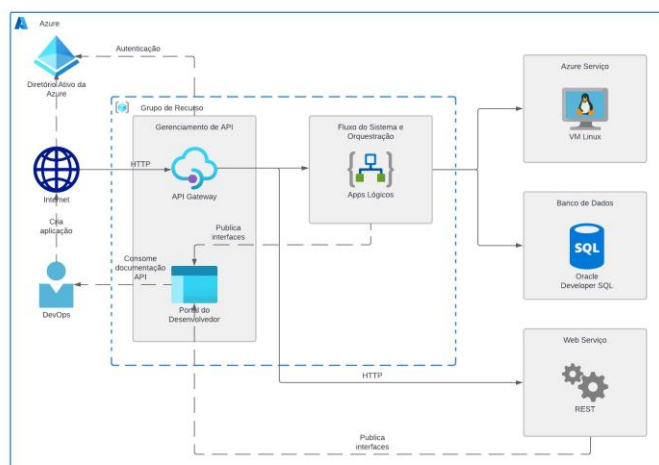 Azure
Autenticação
Diretório Ativo da
Azure
Grupo de Recurso
Gerenciamento de API
Fluxo do Sistema e
Orquestração
Azure Serviço
VM Linux
HTTP
Internet
API Gateway
Apps Lógicos
Cria
aplicação
Publica
interfaces
Banco de Dados
SQL
Oracle
Developer SQL
Consome
documentação
API
DevOps
Portal do
Desenvolvedor
Web Serviço
HTTP
REST
Publica
interfaces